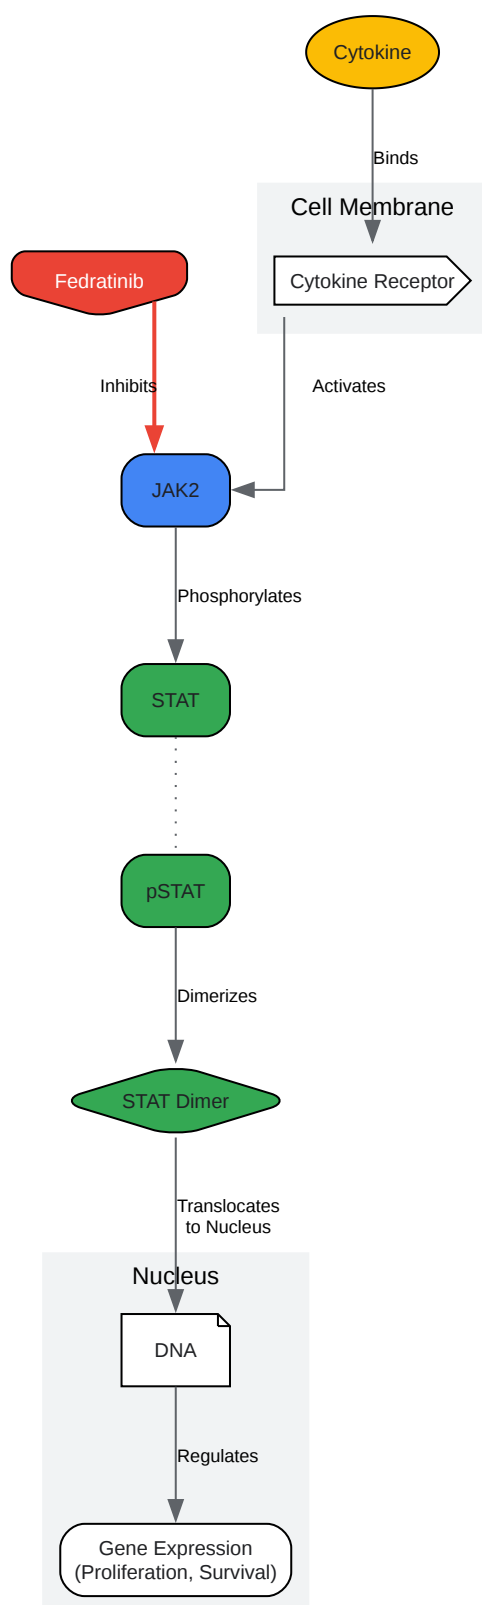 Cytokine
Binds
Cell Membrane
Cytokine Receptor
Fedratinib
Inhibits
Activates
JAK2
Phosphorylates
STAT
pSTAT
Dimerizes
STAT Dimer
Translocates
to Nucleus
Nucleus
DNA
Regulates
Gene Expression
(Proliferation, Survival)